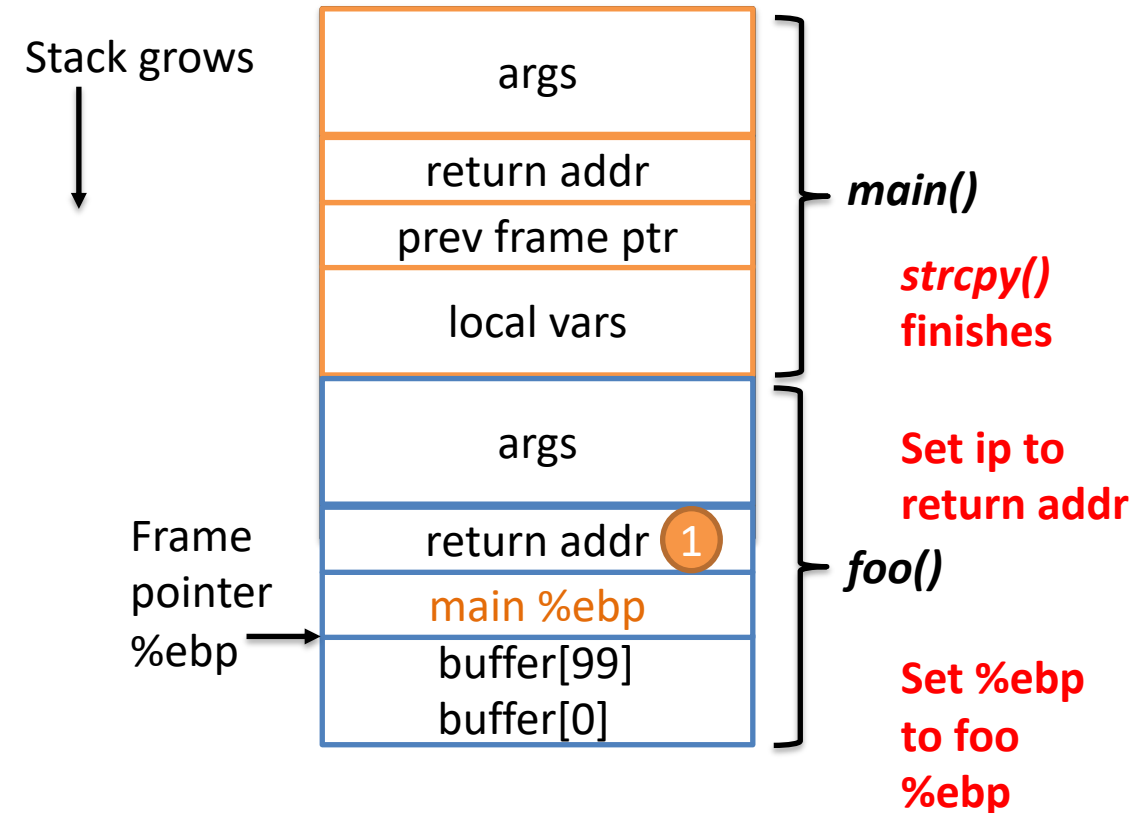 Stack grows
args
return addr
prev frame ptr
local vars
main()
strcpy()
finishes
args
return addr 1
main %ebp
buffer[99]
buffer[0]
Frame
pointer
%ebp
foo()
Set ip to
return addr
Set %ebp
to foo
%ebp